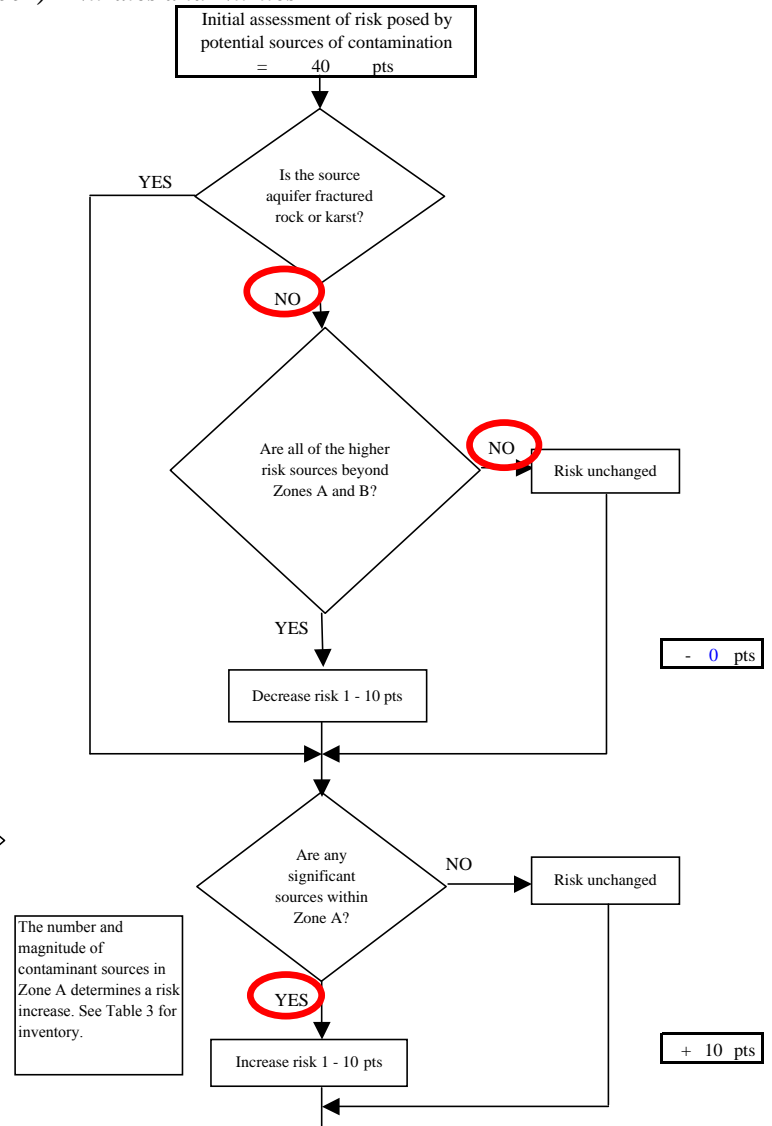 Initial assessment of risk posed by
potential sources of contamination
= 40 pts
Is the source
aquifer fractured
rock or karst?
YES
NO
Are all of the higher
risk sources beyond
Zones A and B?
NO
Risk unchanged
YES
- 0 pts
Decrease risk 1 - 10 pts
Are any
significant
sources within
Zone A?
NO
Risk unchanged
The number and
magnitude of
contaminant sources in
Zone A determines a risk
increase. See Table 3 for
inventory.
YES
Increase risk 1 - 10 pts
+ 10 pts